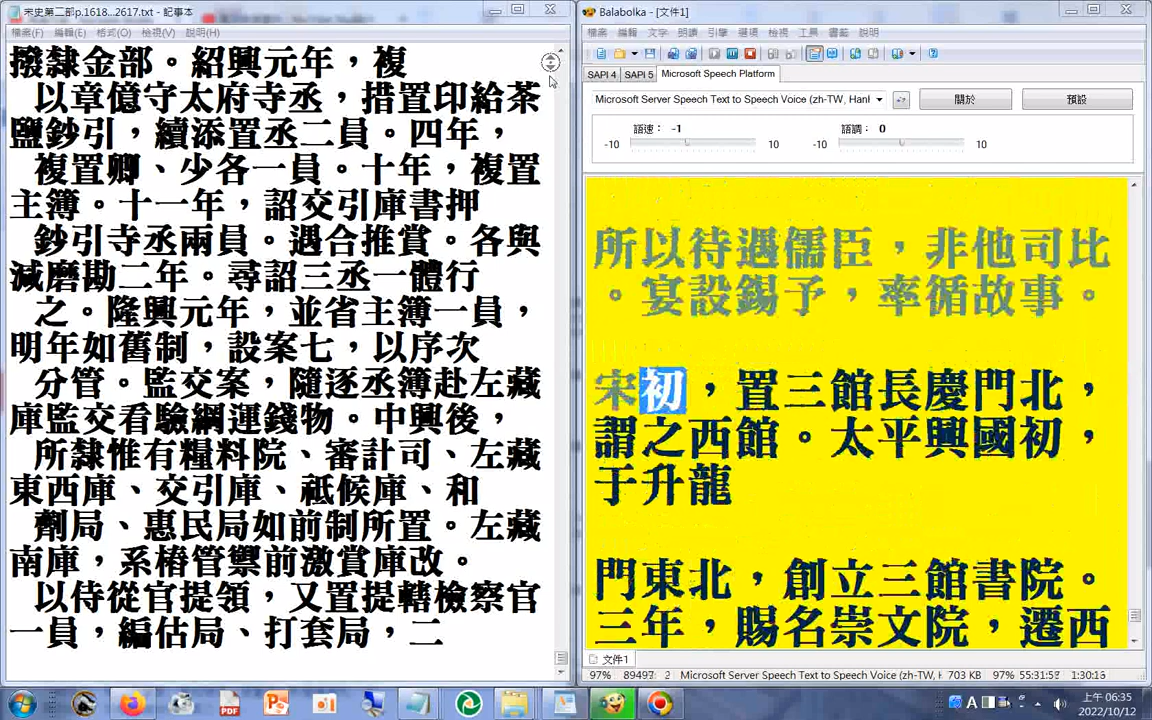 宋史第二部p.1618...2617.txt - 記事本
檔案(F) 編輯(E) 格式(O) 檢視(V) 說明(H)
撥隸金部。紹興元年，複
以章億守太府寺丞，措置印給茶
鹽鈔引，續添置丞二員。四年，
複置卿、少各一員。十年，複置
主簿。十一年，詔交引庫書押
鈔引寺丞兩員。遇合推賞。各與
減磨勘二年。尋詔三丞一體行
之。隆興元年，並省主簿一員，
明年如舊制，設案七，以序次
分管。監交案，隨逐丞簿赴左藏
庫監交看驗綱運錢物。中興後，
所隸惟有糧料院、審計司、左藏
東西庫、交引庫、祗候庫、和
劑局、惠民局如前制所置。左藏
南庫，系樁管禦前激賞庫改。
以侍從官提領，又置提轄檢察官
一員，編估局、打套局，二
Balabolka - [文件1]
檔案 編輯 文字 朗讀 引擎 選項 檢視 工具 書籤 說明
SAPI 4 SAPI 5 Microsoft Speech Platform
Microsoft Server Speech Text to Speech Voice (zh-TW, Hanl
關於 預設
語速： -1 語調： 0
-10 10 -10 10
所以待遇儒臣，非他司比
。宴設錫予，率循故事。
宋初，置三館長慶門北，
謂之西館。太平興國初，
于升龍
門東北，創立三館書院。
三年，賜名崇文院，遷西
文件1
97% 89497: 2 Microsoft Server Speech Text to Speech Voice (zh-TW, H 703 KB 97% 55:31:57 1:30:16
上午 06:35
2022/10/12